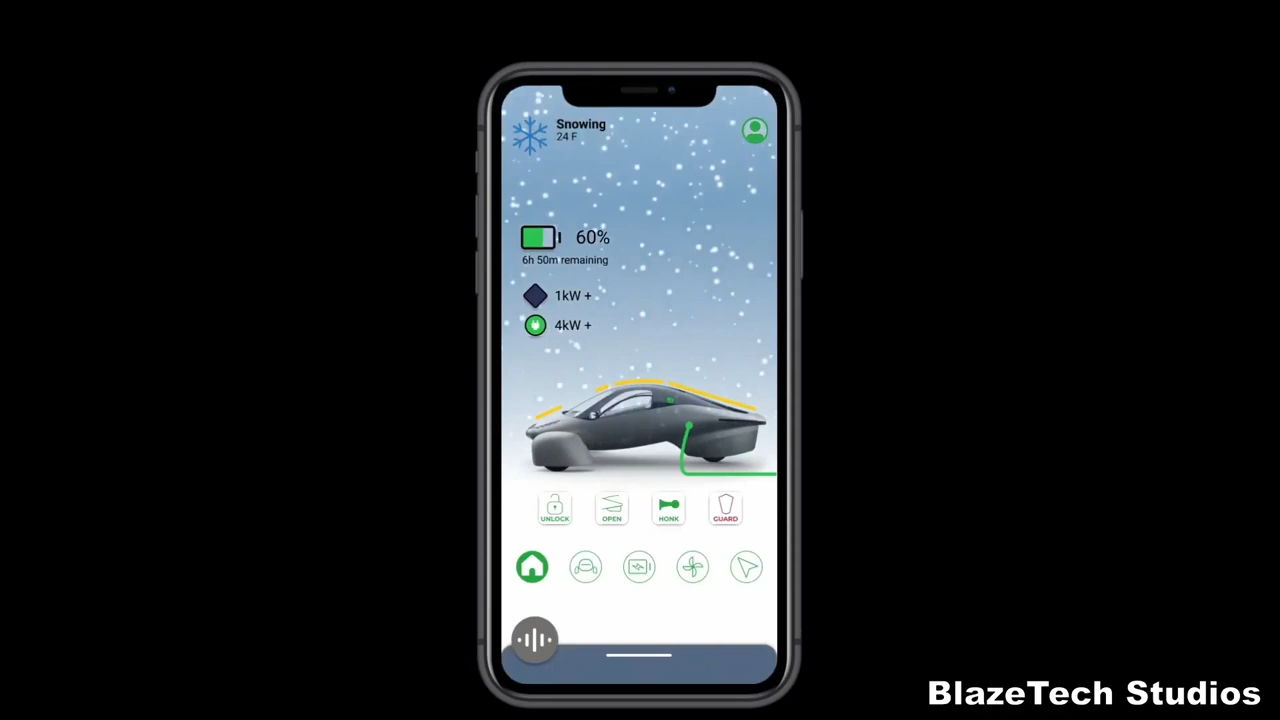 Snowing
24 F
60%
6h 50m remaining
1kW +
4kW +
UNLOCK
OPEN
HONK
GUARD
BlazeTech Studios